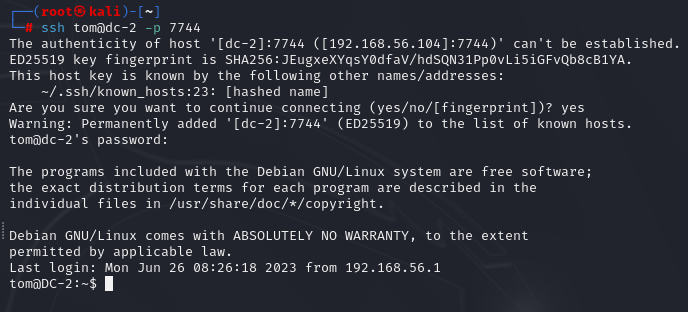 ┌──(root㉿kali)-[~]
└─# ssh tom@dc-2 -p 7744
The authenticity of host '[dc-2]:7744 ([192.168.56.104]:7744)' can't be established.
ED25519 key fingerprint is SHA256:JEugxeXYqsY0dfaV/hdSQN31Pp0vLi5iGFvQb8cB1YA.
This host key is known by the following other names/addresses:
    ~/.ssh/known_hosts:23: [hashed name]
Are you sure you want to continue connecting (yes/no/[fingerprint])? yes
Warning: Permanently added '[dc-2]:7744' (ED25519) to the list of known hosts.
tom@dc-2's password:
The programs included with the Debian GNU/Linux system are free software;
the exact distribution terms for each program are described in the
individual files in /usr/share/doc/*/copyright.
Debian GNU/Linux comes with ABSOLUTELY NO WARRANTY, to the extent
permitted by applicable law.
Last login: Mon Jun 26 08:26:18 2023 from 192.168.56.1
tom@DC-2:~$